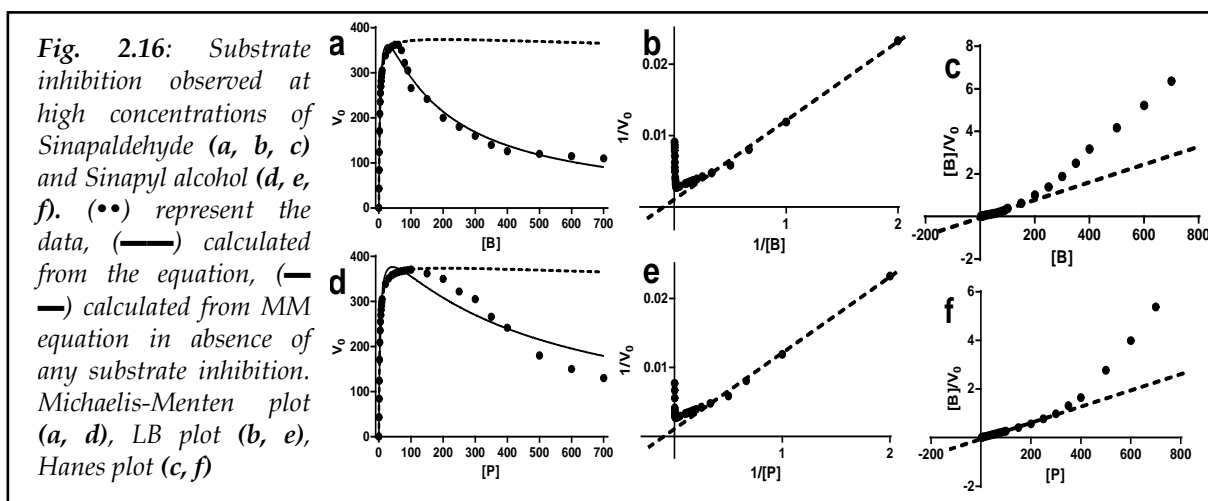 Fig. 2.16: Substrate
inhibition observed at
high concentrations of
Sinapaldehyde (a, b, c)
and Sinapyl alcohol (d, e,
f). (••) represent the
data, (━━) calculated
from the equation, (━
━) calculated from MM
equation in absence of
any substrate inhibition.
Michaelis-Menten plot
(a, d), LB plot (b, e),
Hanes plot (c, f)
a
400
300
200
100
0
V0
0 100 200 300 400 500 600 700
[B]
b
0.02
0.01
1/V0
0 1 2
1/[B]
c
8
6
4
2
-2
[B]/V0
-200 200 400 600 800
[B]
d
400
300
200
100
0
V0
0 100 200 300 400 500 600 700
[P]
e
0.02
0.01
1/V0
0 1 2
1/[P]
f
6
4
2
-2
[B]/V0
-200 200 400 600 800
[P]